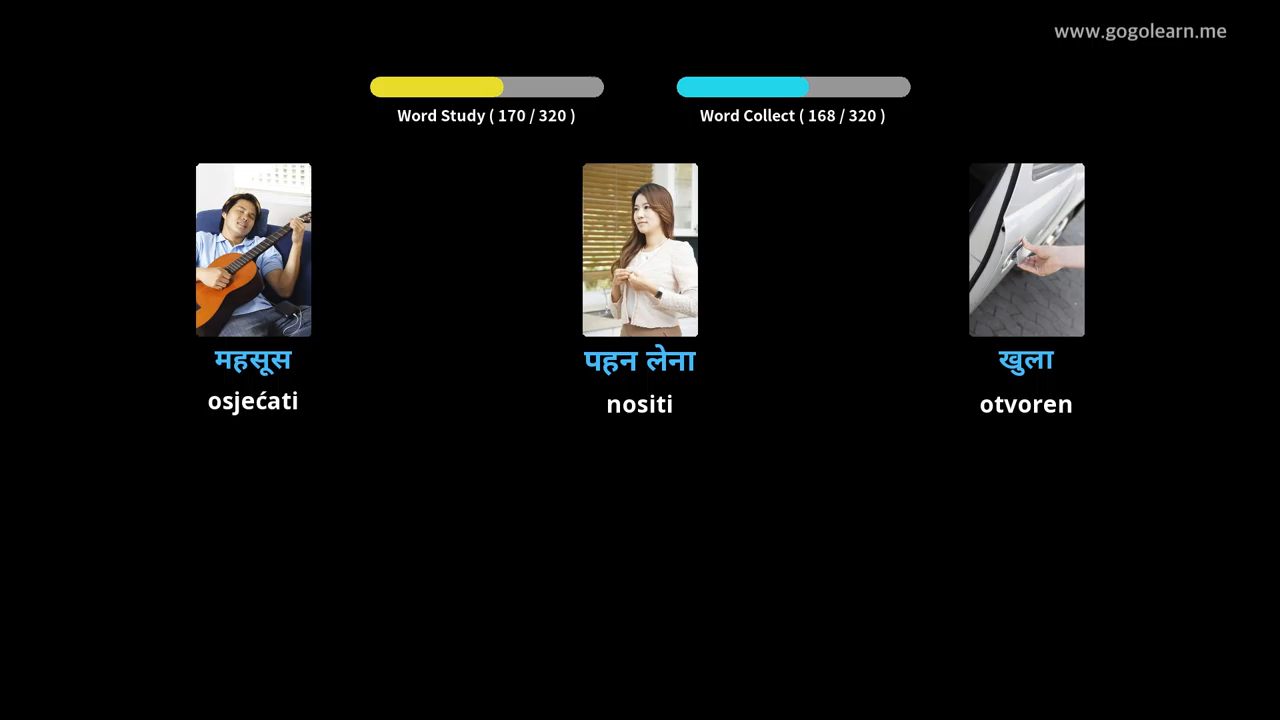 www.gogolearn.me
Word Study ( 170 / 320 )
Word Collect ( 168 / 320 )
महसूस
पहन लेना
खुला
osjećati
nositi
otvoren